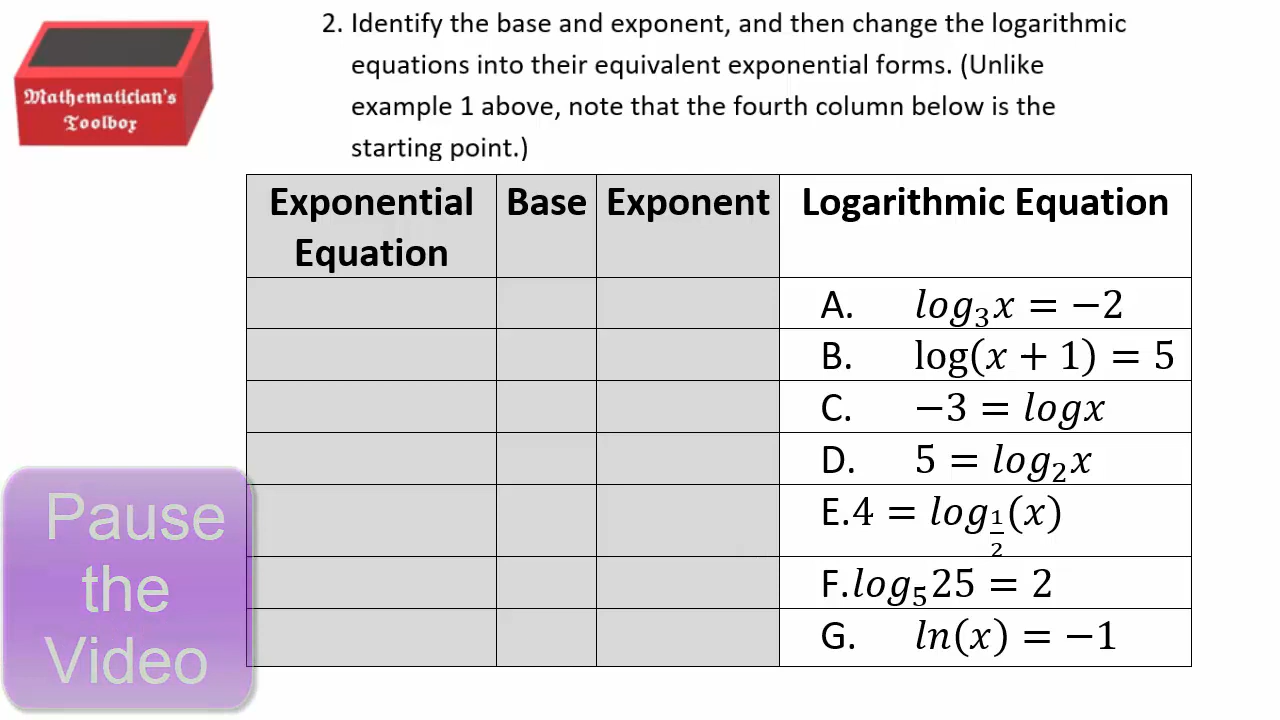 Mathematician's
Toolbox
2. Identify the base and exponent, and then change the logarithmic
equations into their equivalent exponential forms. (Unlike
example 1 above, note that the fourth column below is the
starting point.)
Exponential Equation
Base
Exponent
Logarithmic Equation
A. log₃x = −2
B. log(x + 1) = 5
C. −3 = logx
D. 5 = log₂x
E. 4 = log_{1/2}(x)
F. log₅25 = 2
G. ln(x) = −1
Pause
the
Video